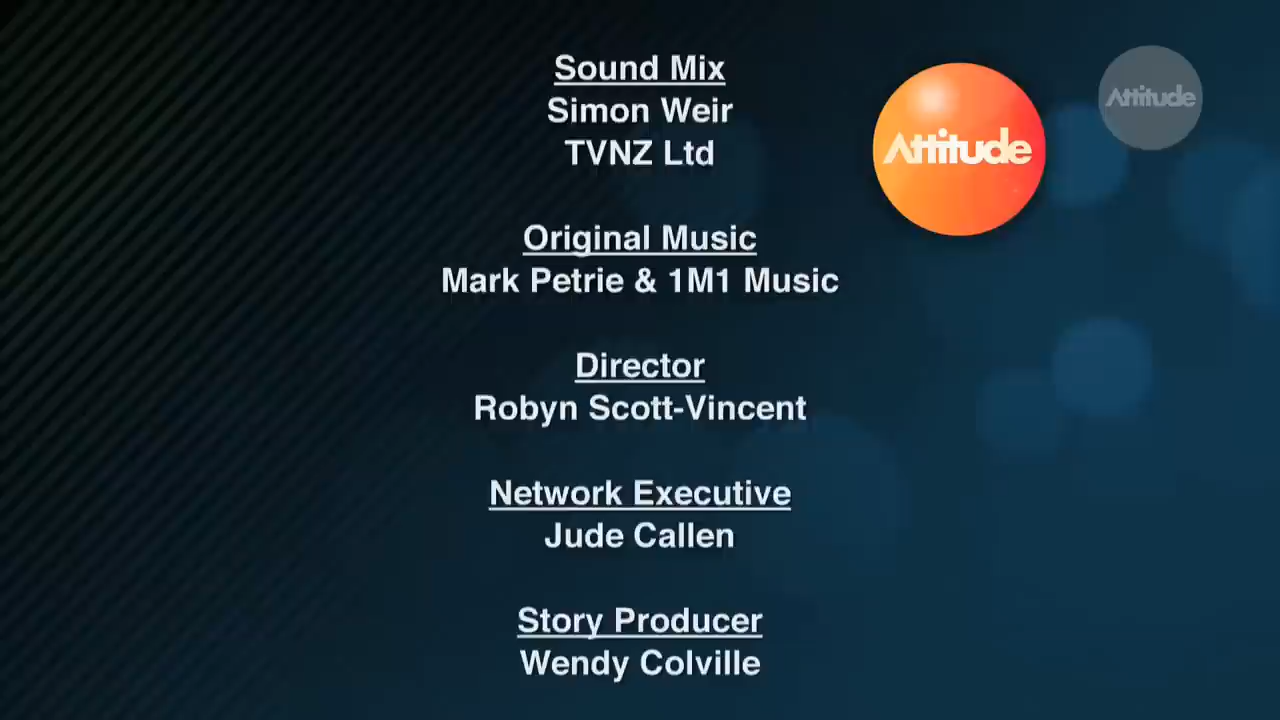 Sound Mix
Simon Weir
TVNZ Ltd
Attitude
Attitude
Original Music
Mark Petrie & 1M1 Music
Director
Robyn Scott-Vincent
Network Executive
Jude Callen
Story Producer
Wendy Colville